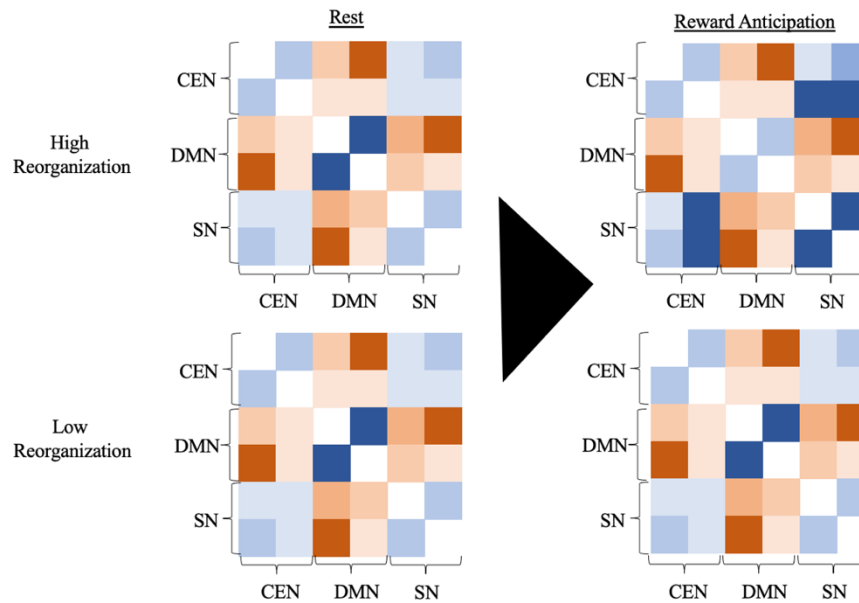 Rest
Reward Anticipation
CEN
CEN
High
Reorganization
DMN
DMN
SN
SN
CEN DMN SN
CEN DMN SN
CEN
CEN
Low
Reorganization
DMN
DMN
SN
SN
CEN DMN SN
CEN DMN SN